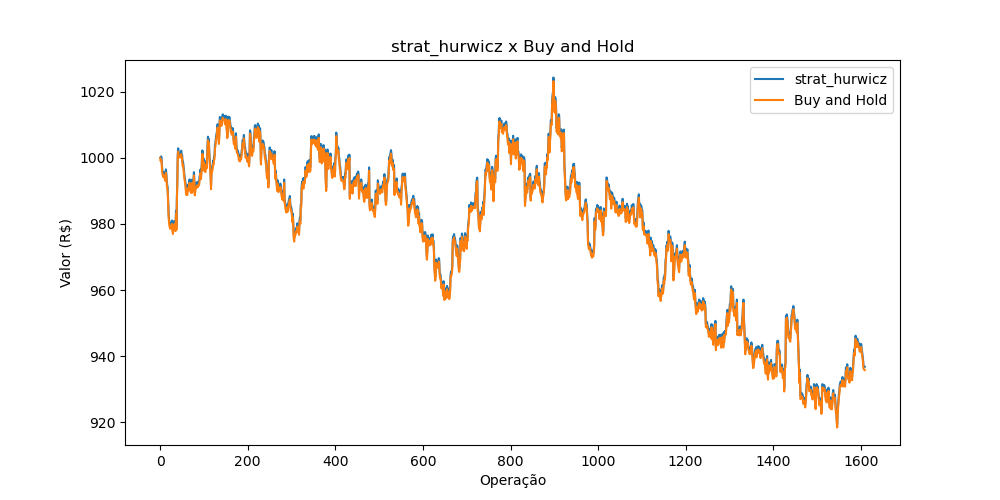 strat_hurwicz x Buy and Hold
strat_hurwicz
Buy and Hold
Valor (R$)
1020
1000
980
960
940
920
0 200 400 600 800 1000 1200 1400 1600
Operação